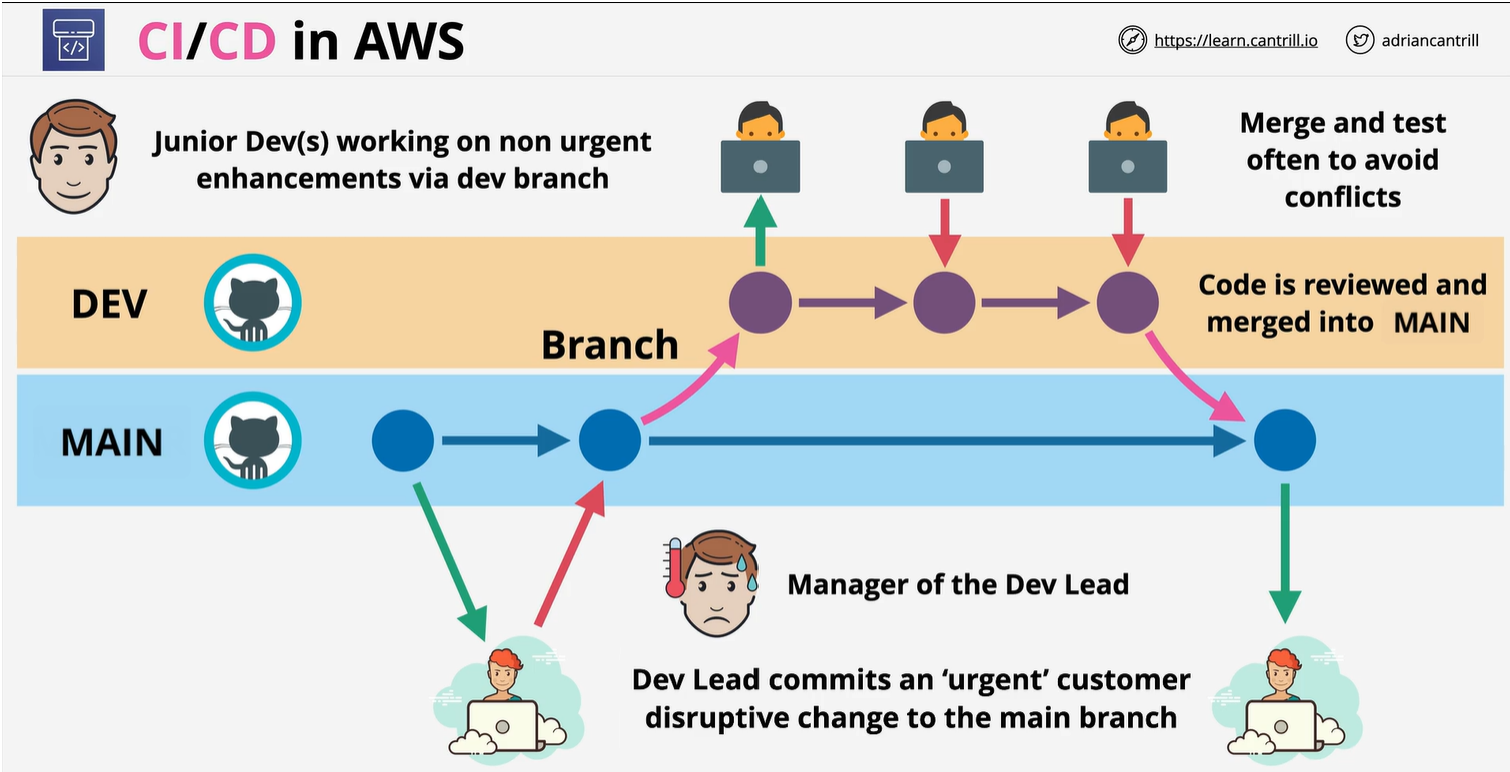 CI/CD in AWS
https://learn.cantrill.io
adriancantrill
Junior Dev(s) working on non urgent
enhancements via dev branch
Merge and test
often to avoid
conflicts
DEV
Branch
Code is reviewed and
merged into MAIN
MAIN
Manager of the Dev Lead
Dev Lead commits an ‘urgent’ customer
disruptive change to the main branch